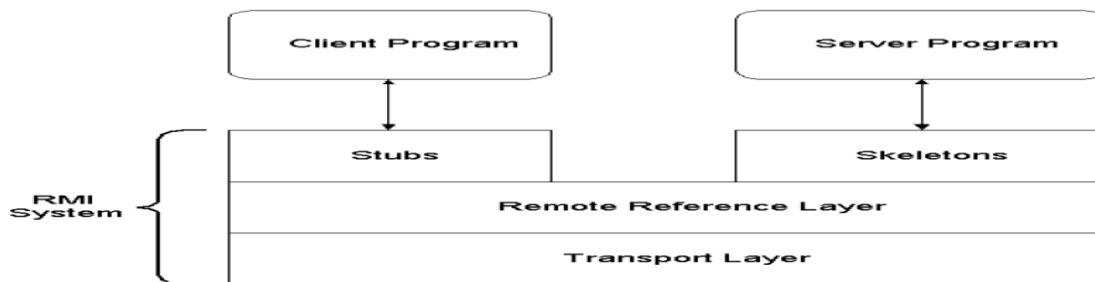 Client Program
Server Program
Stubs
Skeletons
RMI
System
Remote Reference Layer
Transport Layer